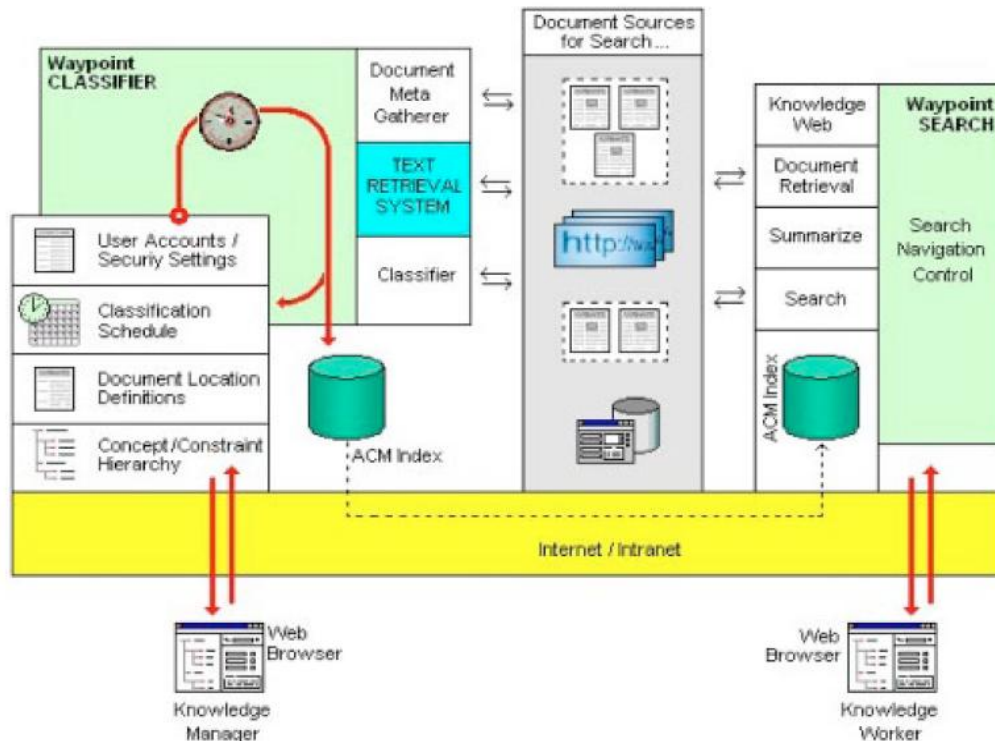 Document Sources
for Search ...
Waypoint
CLASSIFIER
Document
Meta
Gatherer
TEXT
RETRIEVAL
SYSTEM
Classifier
User Accounts /
Securiy Settings
Classification
Schedule
Document Location
Definitions
Concept/Constraint
Hierarchy
ACM Index
http://w
Knowledge
Web
Document
Retrieval
Summarize
Search
ACM Index
Waypoint
SEARCH
Search
Navigation
Control
Internet / Intranet
Web
Browser
Knowledge
Manager
Web
Browser
Knowledge
Worker